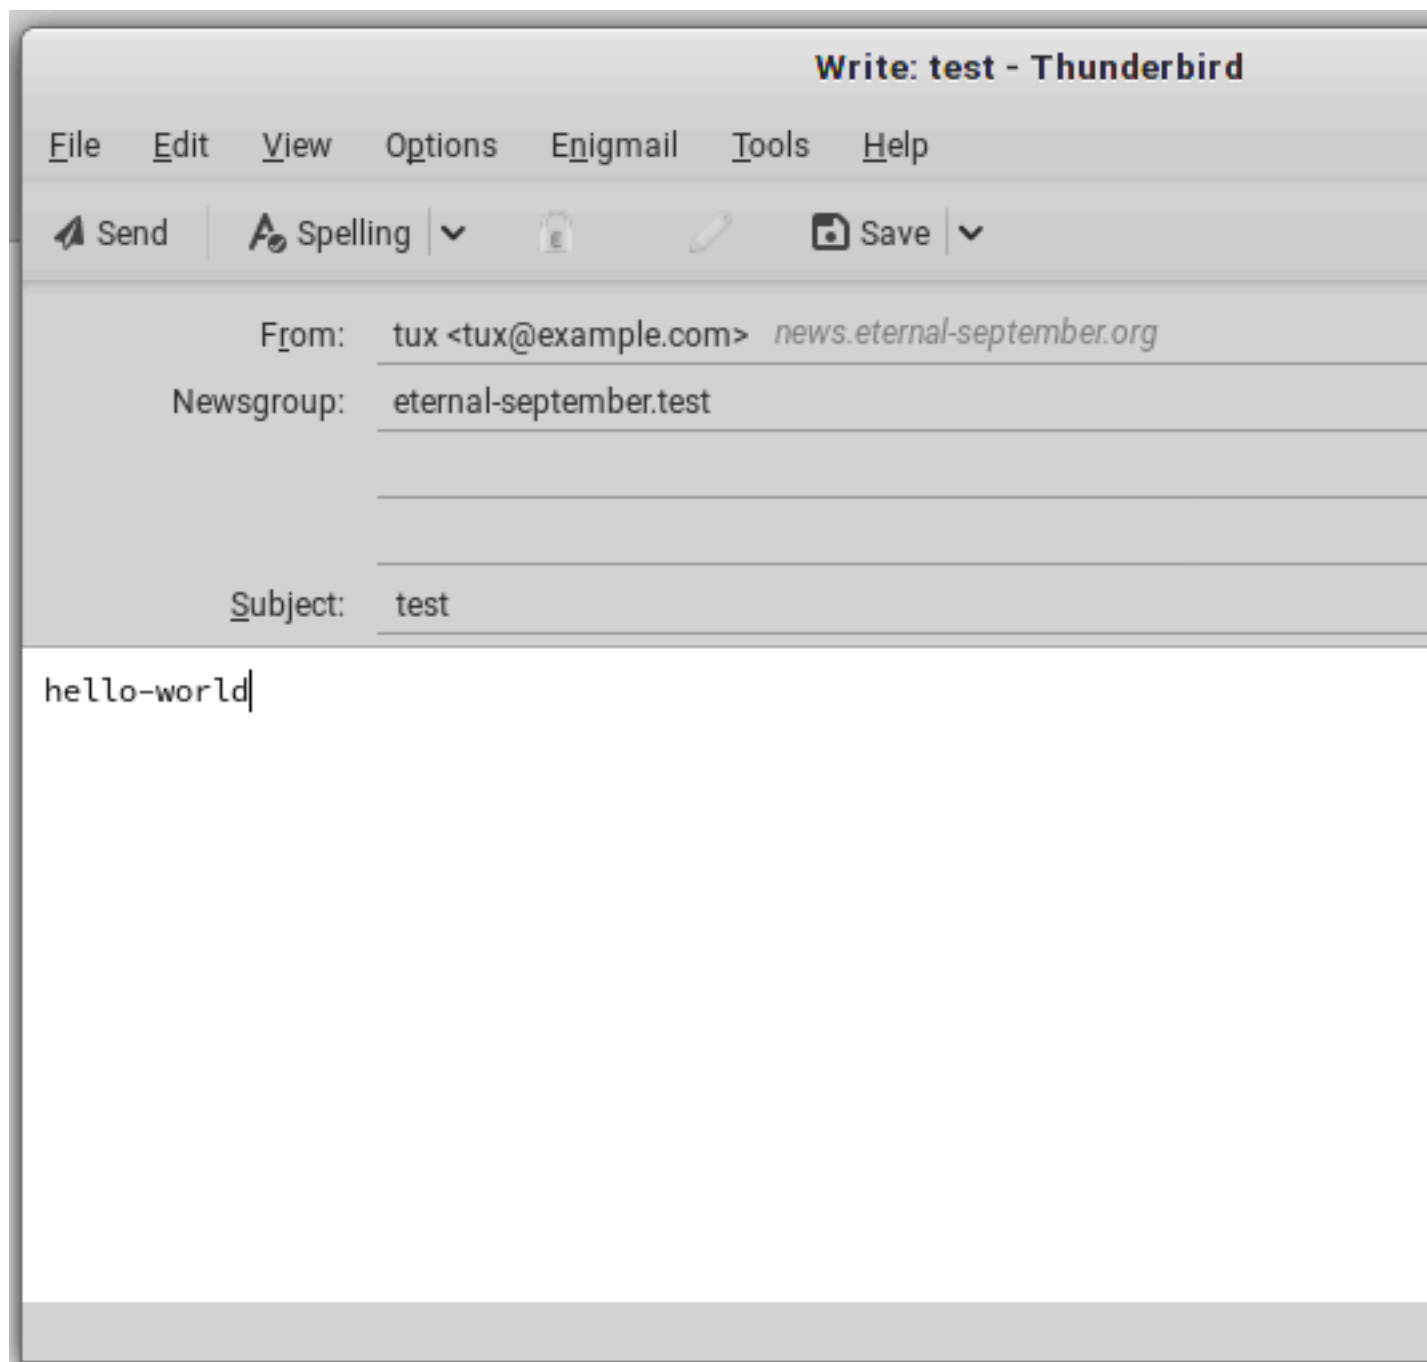 Write: test - Thunderbird
File Edit View Options Enigmail Tools Help
Send Spelling Save
From: tux <tux@example.com> news.eternal-september.org
Newsgroup: eternal-september.test
Subject: test
hello-world